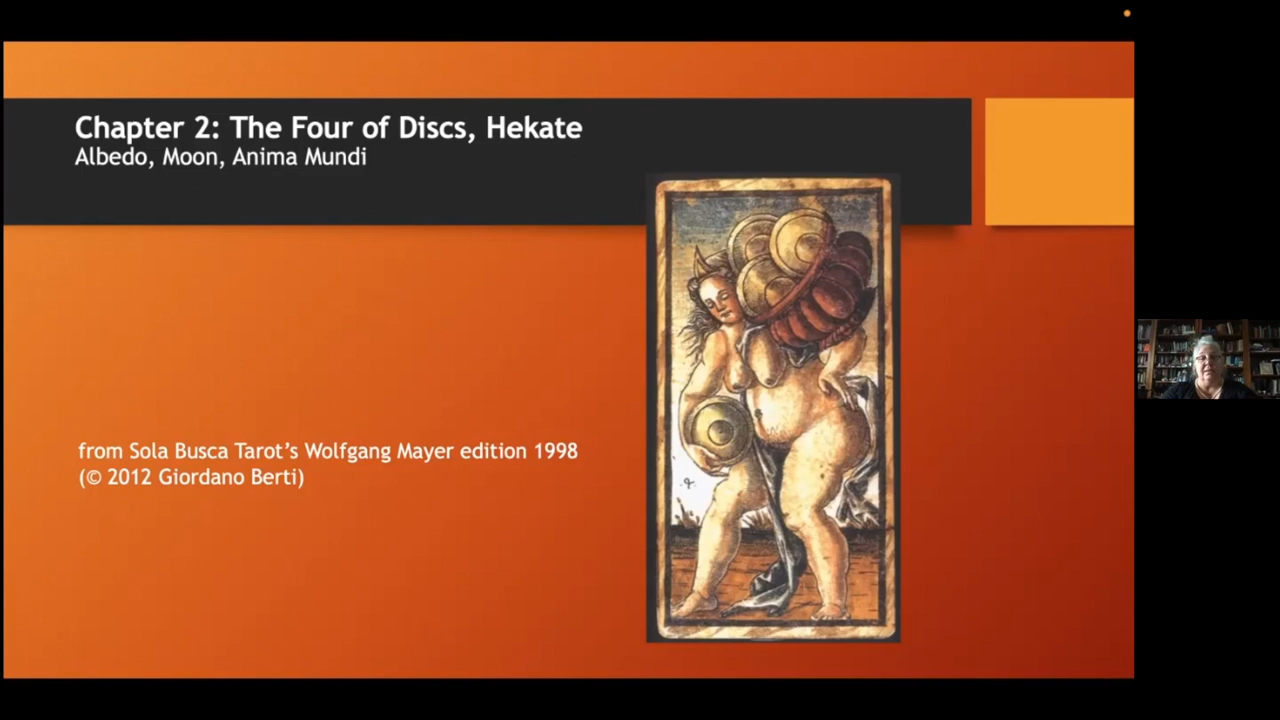 Chapter 2: The Four of Discs, Hekate
Albedo, Moon, Anima Mundi
from Sola Busca Tarot's Wolfgang Mayer edition 1998
(© 2012 Giordano Berti)